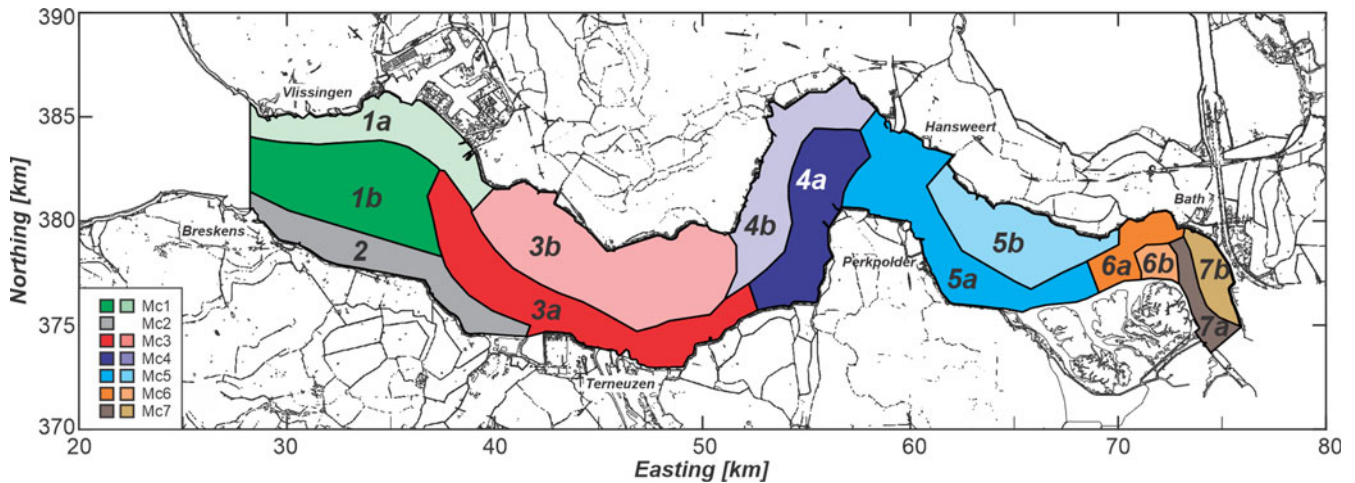 390
385
380
375
370
Northing [km]
Vlissingen
1a
Hansweert
4a
1b
Bath
4b
Breskens
2
3b
5b
6a
6b
7b
Perkpolder
5a
3a
7a
Terneuzen
Mc1
Mc2
Mc3
Mc4
Mc5
Mc6
Mc7
20
30
40
50
60
70
80
Easting [km]